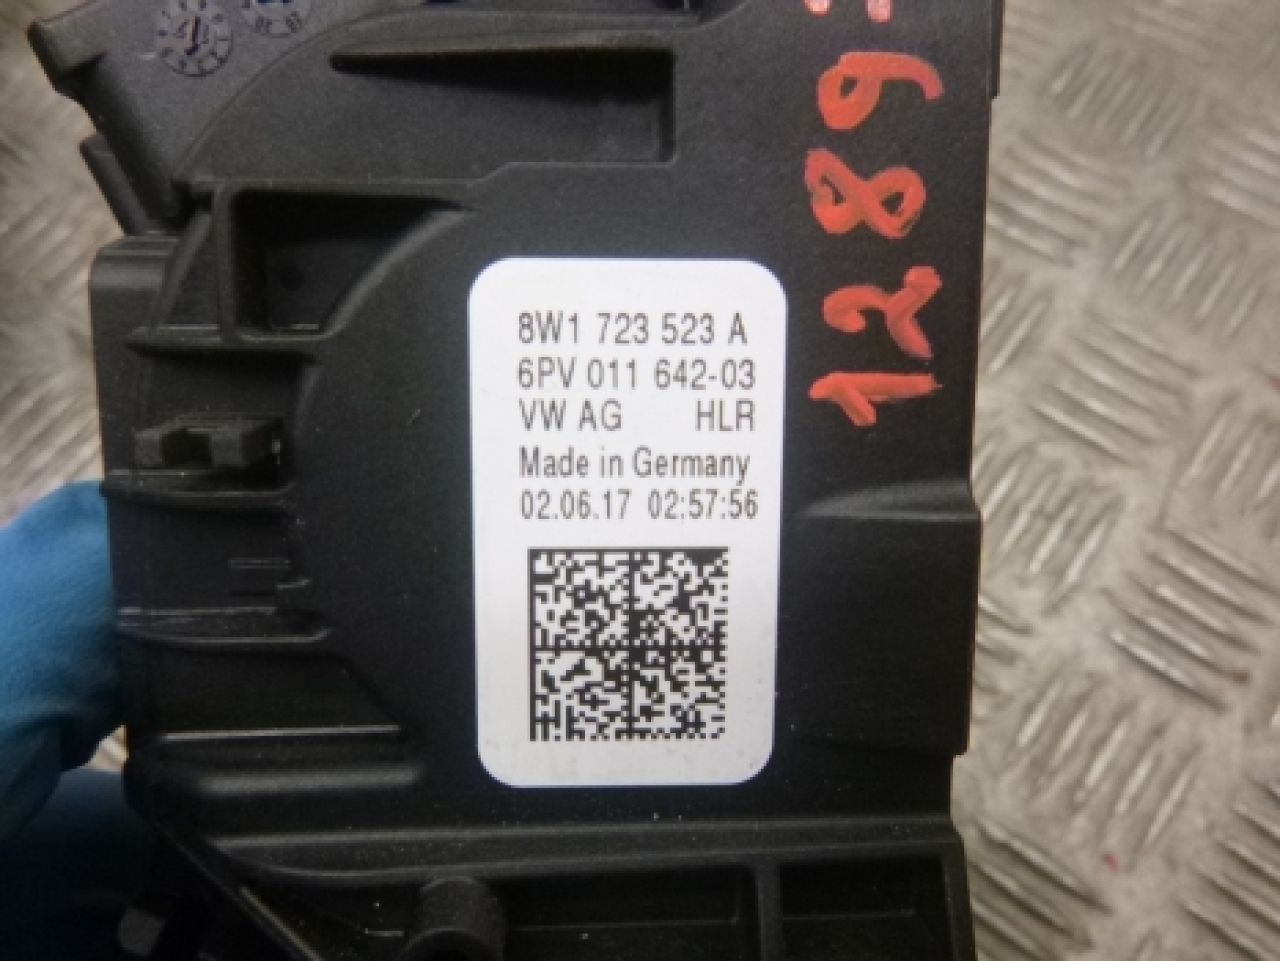 8W1 723 523 A
6PV 011 642-03
VW AG HLR
Made in Germany
02.06.17 02:57:56
1289